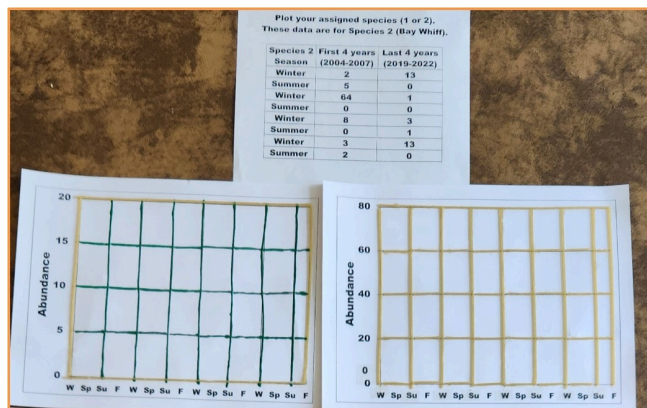 Plot your assigned species (1 or 2).
These data are for Species 2 (Bay Whiff).
Species 2 First 4 years Last 4 years
Season (2004-2007) (2019-2022)
Winter 2 13
Summer 5 0
Winter 64 1
Summer 0 0
Winter 8 3
Summer 0 1
Winter 3 13
Summer 2 0
20
15
10
5
0
Abundance
W Sp Su F W Sp Su F W Sp Su F W Sp Su F
80
60
40
20
0
0
Abundance
W Sp Su F W Sp Su F W Sp Su F W Sp Su F